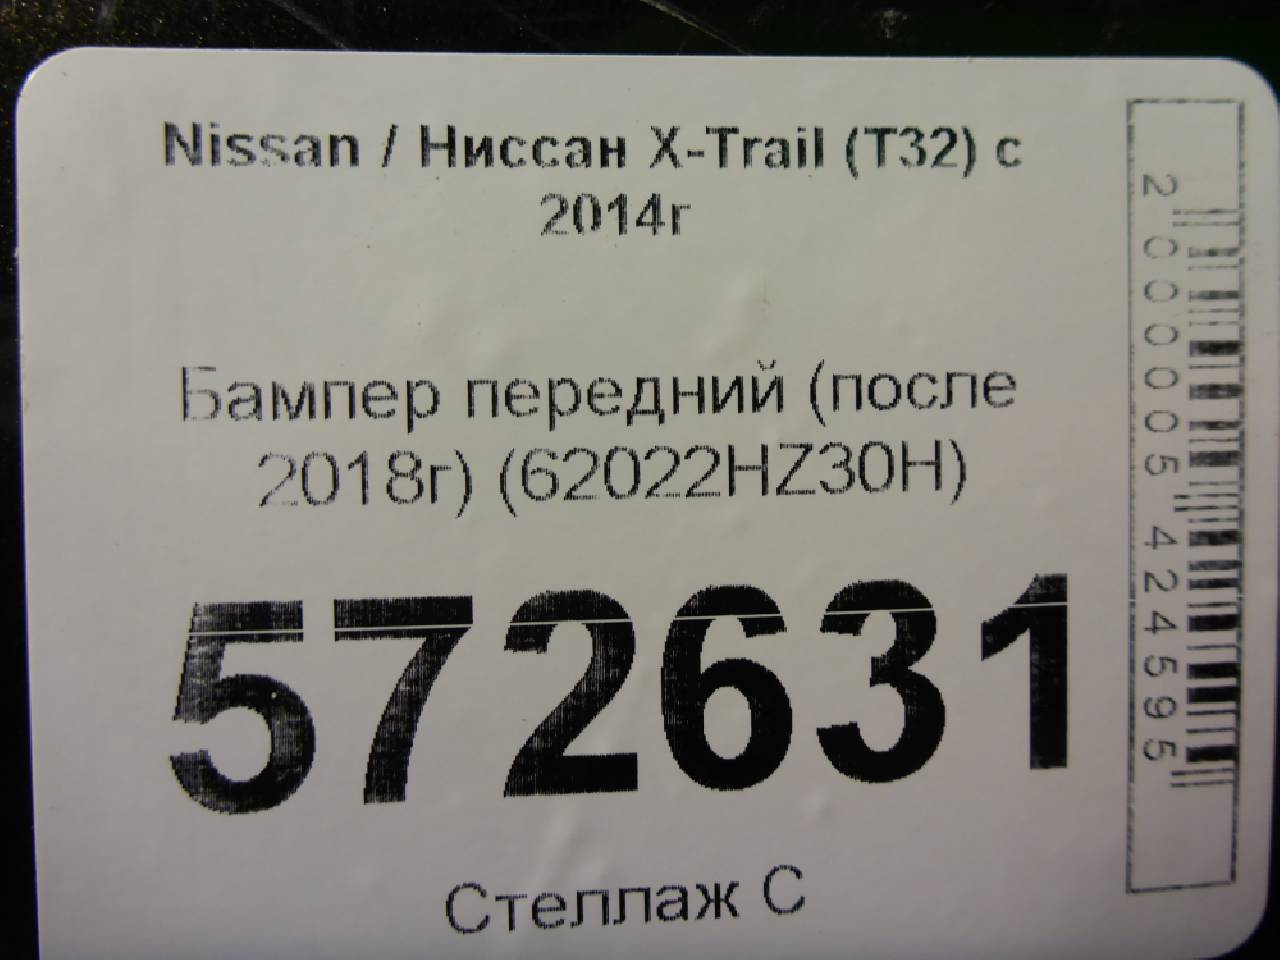 Nissan / Ниссан X-Trail (T32) с
2014г
Бампер передний (после
2018г) (62022HZ30H)
572631
Стеллаж С
2000005424595